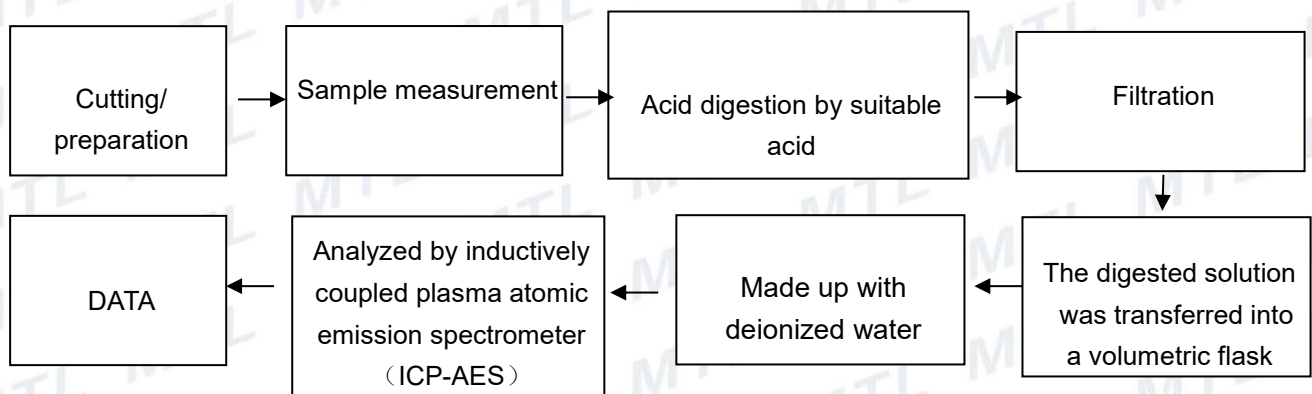 Cutting/
preparation
Sample measurement
Acid digestion by suitable
acid
Filtration
The digested solution
was transferred into
a volumetric flask
Made up with
deionized water
Analyzed by inductively
coupled plasma atomic
emission spectrometer
（ICP-AES）
DATA